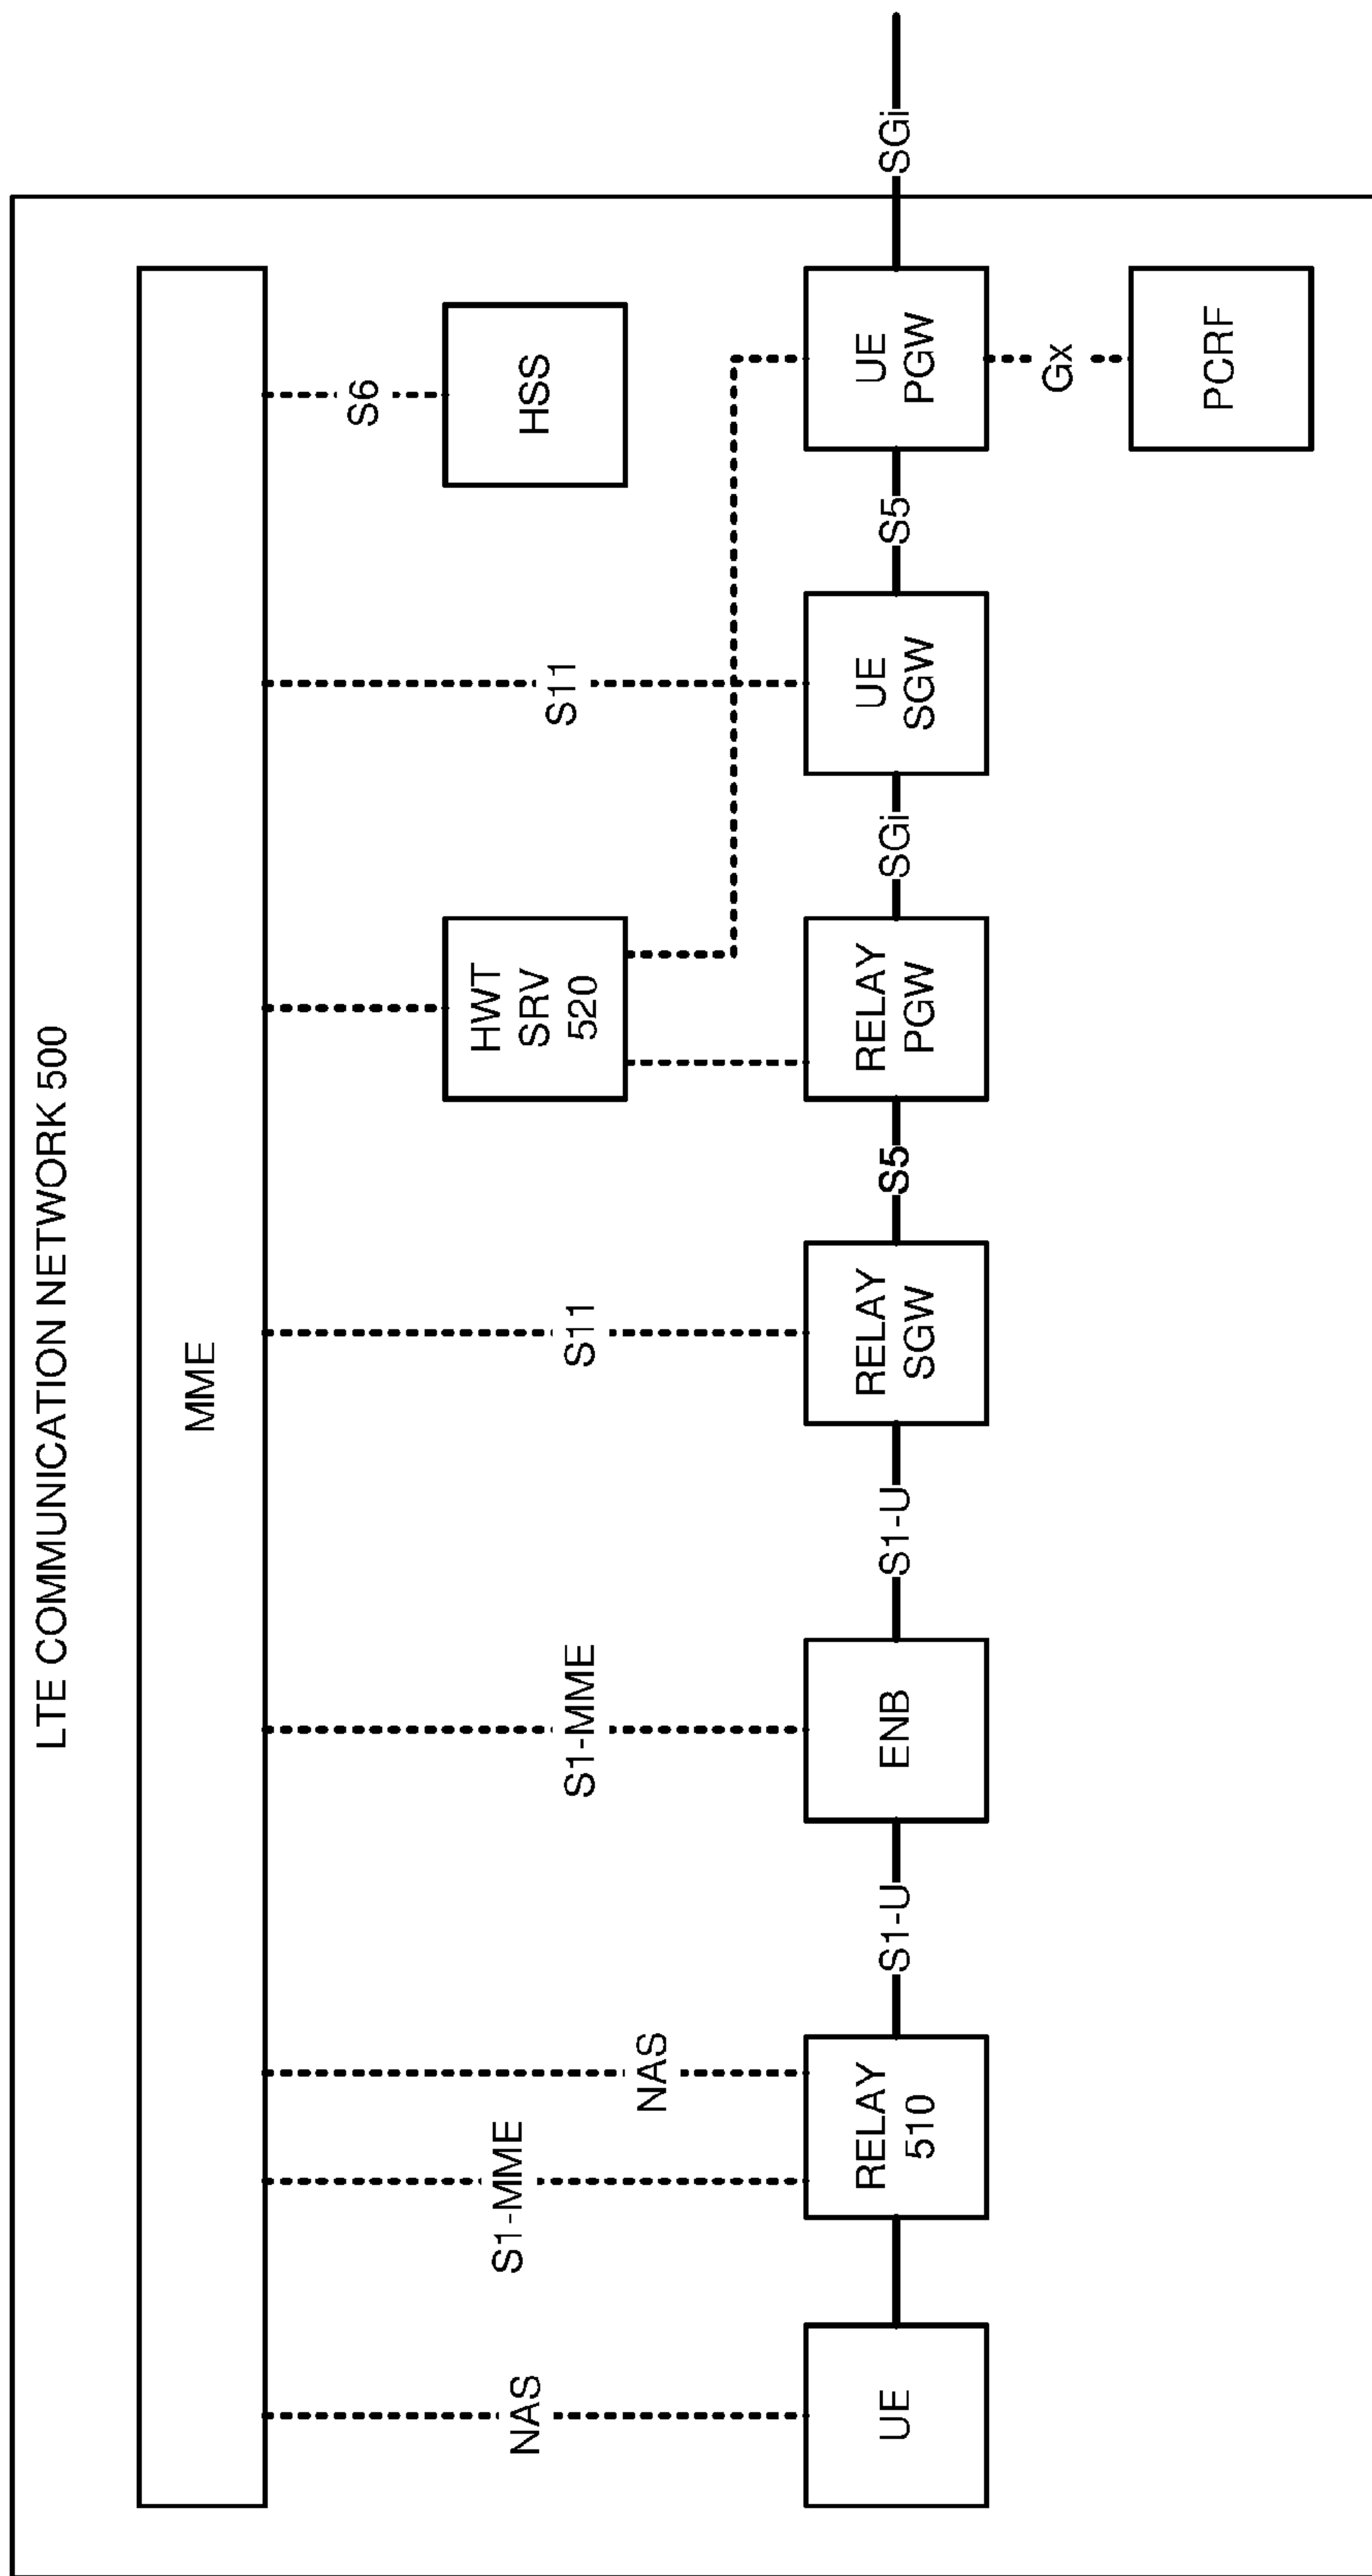 LTE COMMUNICATION NETWORK 500
MME
NAS
S1-MME
NAS
S1-MME
S11
S11
S6
HWT
SRV
520
HSS
UE
RELAY
510
S1-U
ENB
S1-U
RELAY
SGW
S5
RELAY
PGW
SGi
UE
SGW
S5
UE
PGW
SGi
Gx
PCRF